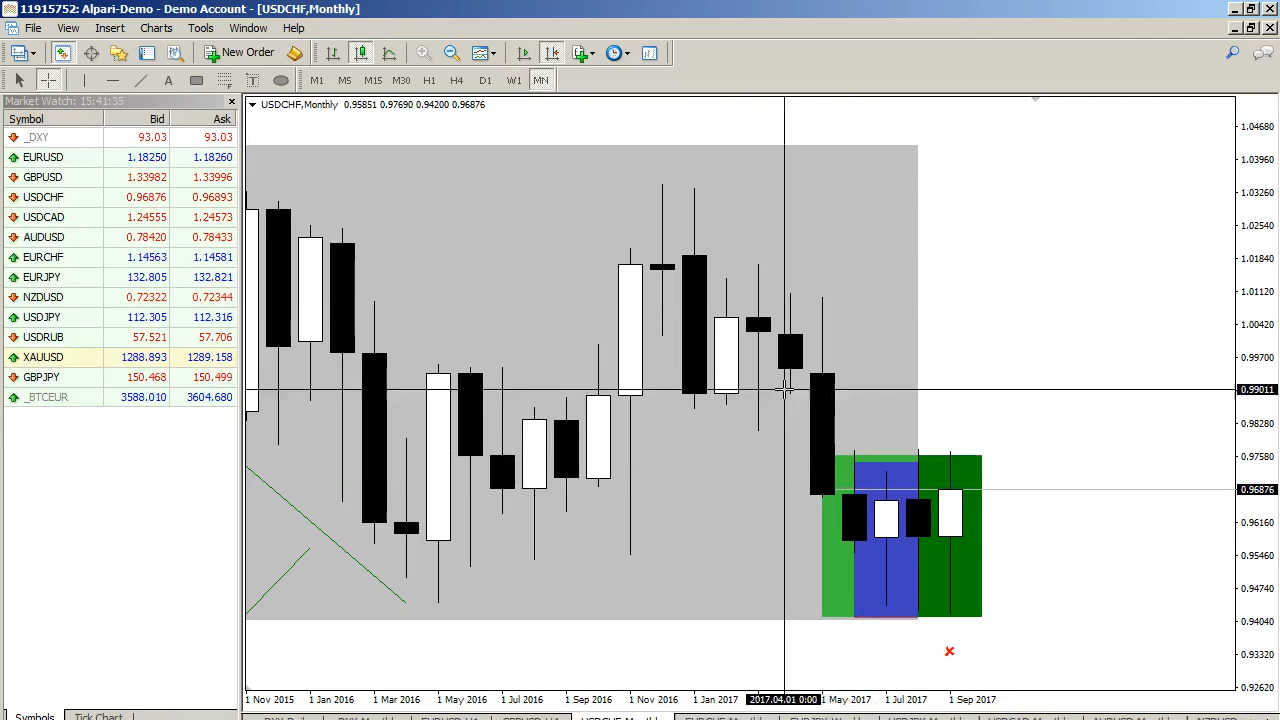 11915752: Alpari-Demo - Demo Account - [USDCHF,Monthly]
File View Insert Charts Tools Window Help
New Order
A T M1 M5 M15 M30 H1 H4 D1 W1 MN
Market Watch: 15:41:35
Symbol Bid Ask
_DXY 93.03 93.03
EURUSD 1.18250 1.18260
GBPUSD 1.33982 1.33996
USDCHF 0.96876 0.96893
USDCAD 1.24555 1.24573
AUDUSD 0.78420 0.78433
EURCHF 1.14563 1.14581
EURJPY 132.805 132.821
NZDUSD 0.72322 0.72344
USDJPY 112.305 112.316
USDRUB 57.521 57.706
XAUUSD 1288.893 1289.158
GBPJPY 150.468 150.499
_BTCEUR 3588.010 3604.680
Symbols Tick Chart
USDCHF,Monthly 0.95851 0.97690 0.94200 0.96876
1.04680
1.03960
1.03260
1.02540
1.01840
1.01120
1.00420
0.99700
0.99011
0.98280
0.97580
0.96876
0.96160
0.95460
0.94740
0.94040
0.93320
0.92620
1 Nov 2015 1 Jan 2016 1 Mar 2016 1 May 2016 1 Jul 2016 1 Sep 2016 1 Nov 2016 1 Jan 2017 2017.04.01 0:00 1 May 2017 1 Jul 2017 1 Sep 2017